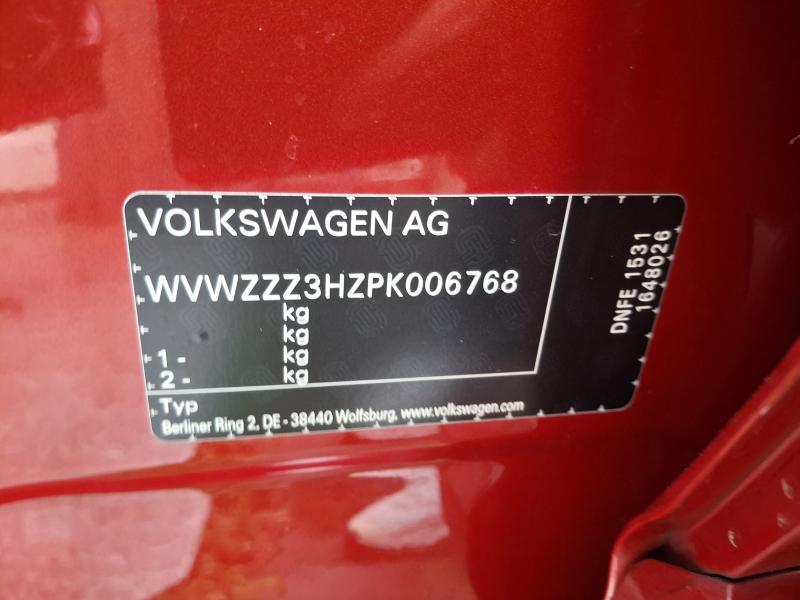 VOLKSWAGEN AG
WVWZZZ3HZPK006768
kg
kg
1 - kg
2 - kg
Typ
Berliner Ring 2, DE - 38440 Wolfsburg, www.volkswagen.com
DNFE 1531
1648026